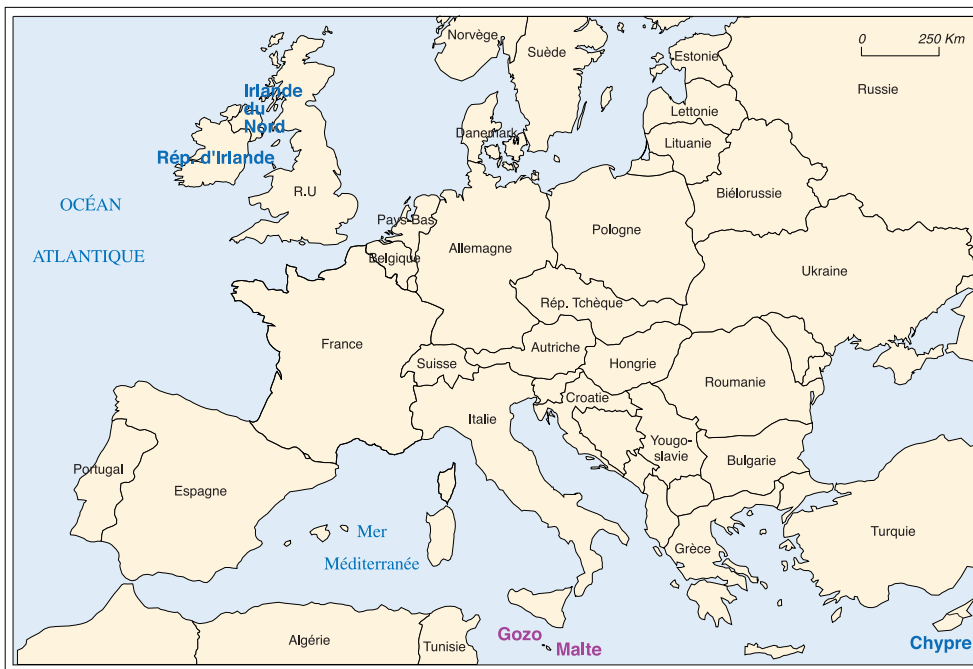 Norvège
Suède
Estonie
0 250 Km
Russie
Irlande
du
Nord
Lettonie
Danemark
Lituanie
Rép. d'Irlande
R.U
Biélorussie
OCÉAN
ATLANTIQUE
Pays-Bas
Pologne
Allemagne
Belgique
Ukraine
Rép. Tchèque
France
Autriche
Suisse
Hongrie
Roumanie
Croatie
Italie
Yougo-
slavie
Bulgarie
Portugal
Espagne
Mer
Méditerranée
Turquie
Grèce
Algérie
Tunisie
Gozo
Malte
Chypre